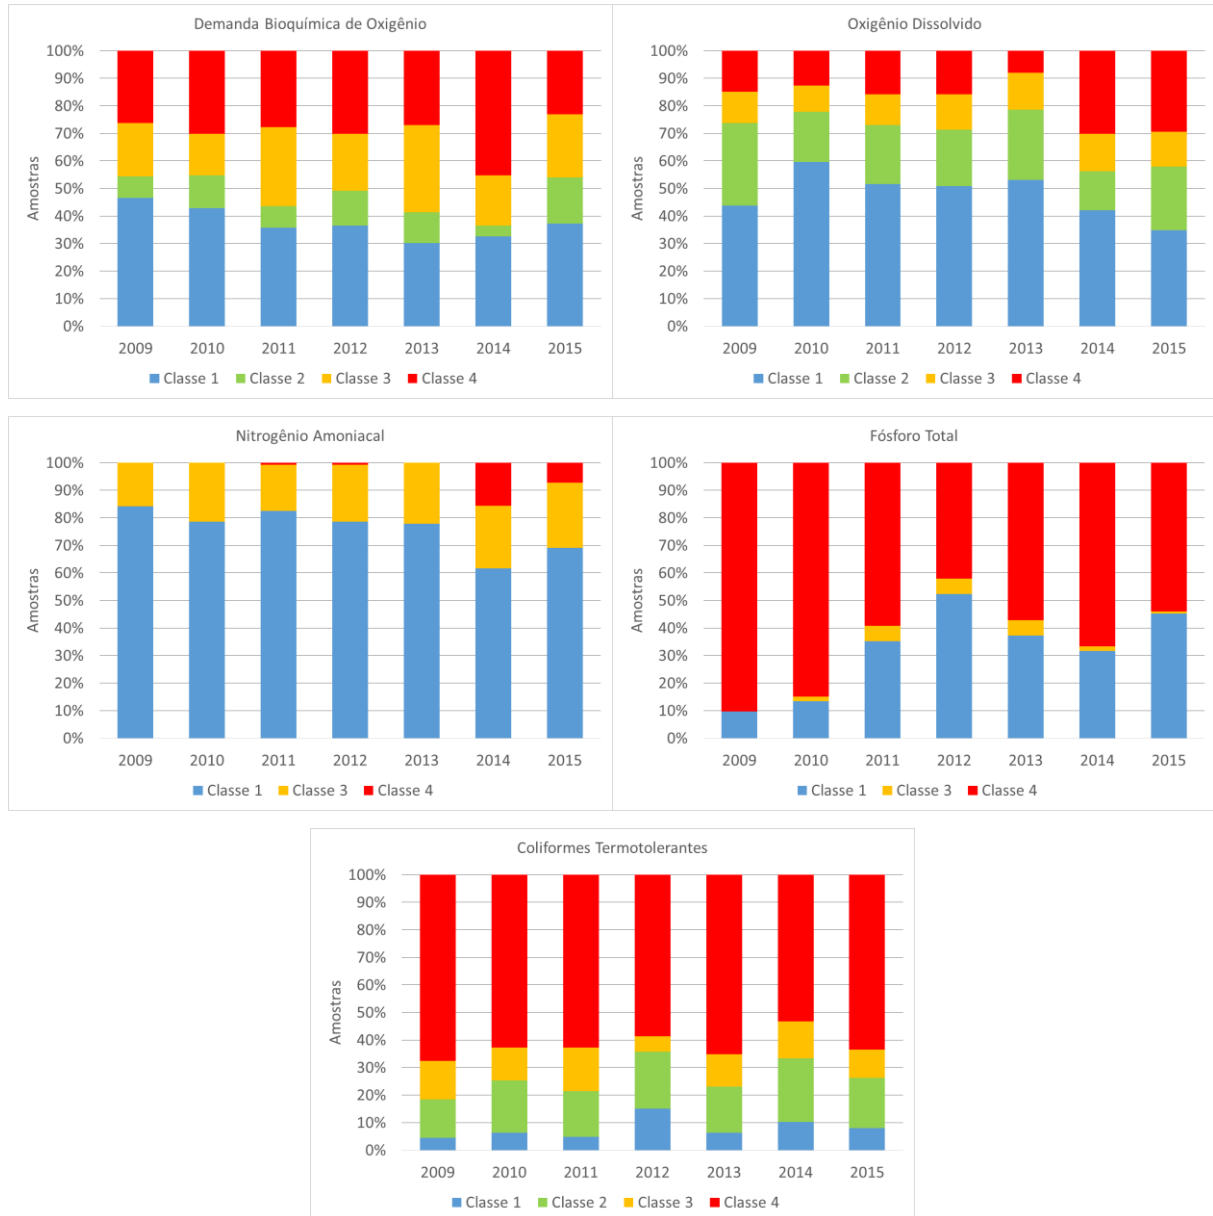 Demanda Bioquímica de Oxigênio
Amostras
100%
90%
80%
70%
60%
50%
40%
30%
20%
10%
0%
2009 2010 2011 2012 2013 2014 2015
Classe 1 Classe 2 Classe 3 Classe 4
Oxigênio Dissolvido
Amostras
100%
90%
80%
70%
60%
50%
40%
30%
20%
10%
0%
2009 2010 2011 2012 2013 2014 2015
Classe 1 Classe 2 Classe 3 Classe 4
Nitrogênio Amoniacal
Amostras
100%
90%
80%
70%
60%
50%
40%
30%
20%
10%
0%
2009 2010 2011 2012 2013 2014 2015
Classe 1 Classe 3 Classe 4
Fósforo Total
Amostras
100%
90%
80%
70%
60%
50%
40%
30%
20%
10%
0%
2009 2010 2011 2012 2013 2014 2015
Classe 1 Classe 3 Classe 4
Coliformes Termotolerantes
Amostras
100%
90%
80%
70%
60%
50%
40%
30%
20%
10%
0%
2009 2010 2011 2012 2013 2014 2015
Classe 1 Classe 2 Classe 3 Classe 4